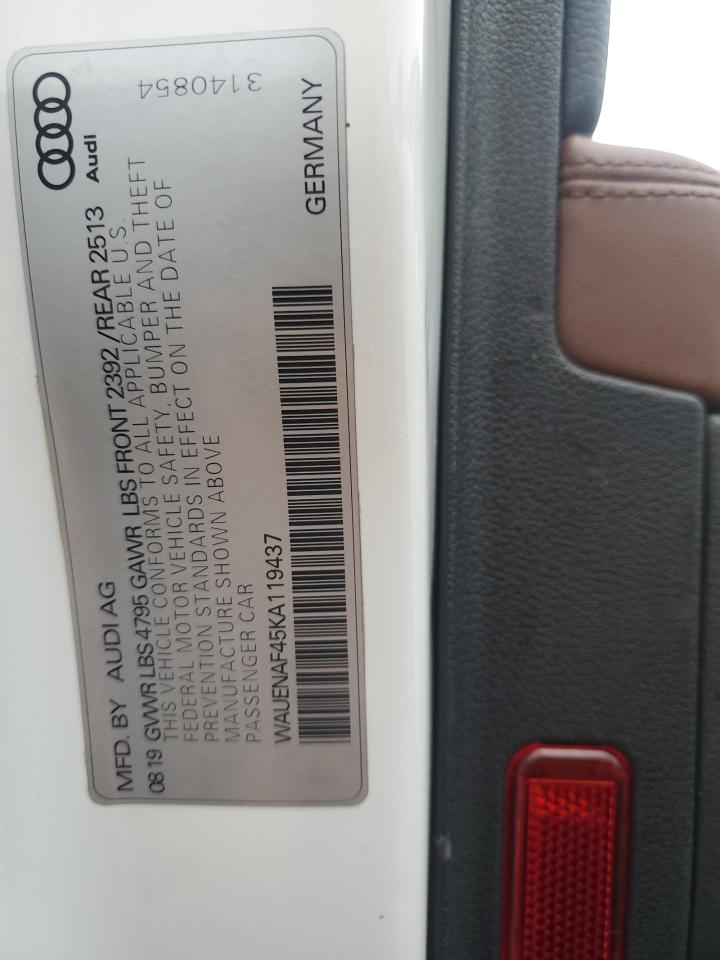 MFD. BY AUDI AG
Audi
08 19 GVWR LBS 4795 GAWR LBS FRONT 2392 / REAR 2513
THIS VEHICLE CONFORMS TO ALL APPLICABLE U.S.
FEDERAL MOTOR VEHICLE SAFETY, BUMPER AND THEFT
PREVENTION STANDARDS IN EFFECT ON THE DATE OF
MANUFACTURE SHOWN ABOVE
PASSENGER CAR
WAUENAF45KA119437
GERMANY
3140854